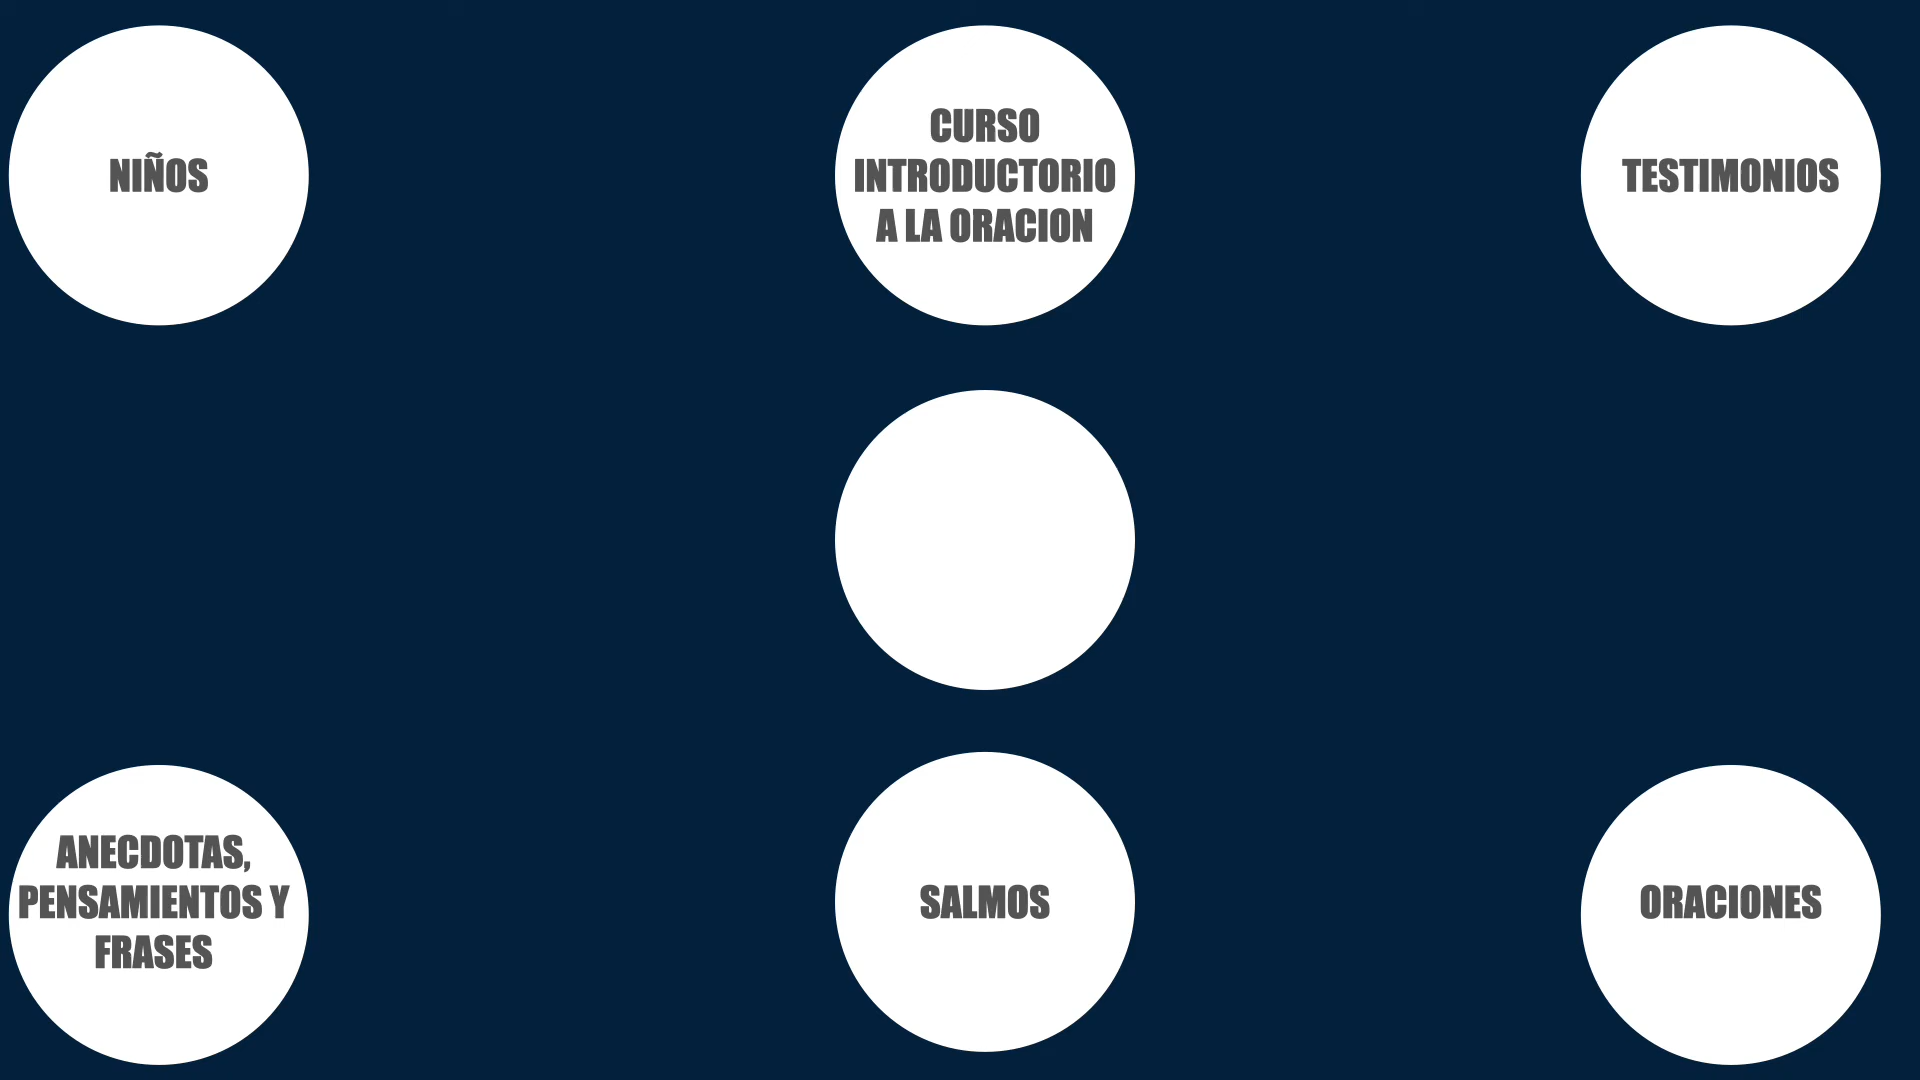 NIÑOS
CURSO
INTRODUCTORIO
A LA ORACION
TESTIMONIOS
ANECDOTAS,
PENSAMIENTOS Y
FRASES
SALMOS
ORACIONES